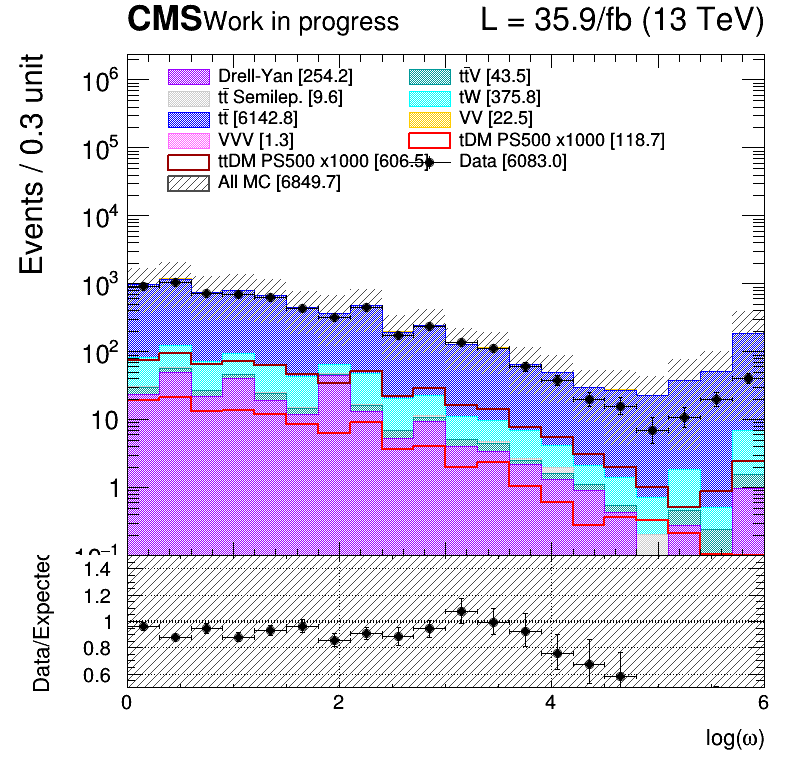 CMS Work in progress L = 35.9/fb (13 TeV)
Events / 0.3 unit
10⁶
10⁵
10⁴
10³
10²
10
1
10⁻¹
Drell-Yan [254.2]
tt̄V [43.5]
tt̄ Semilep. [9.6]
tW [375.8]
tt̄ [6142.8]
VV [22.5]
VVV [1.3]
tDM PS500 x1000 [118.7]
ttDM PS500 x1000 [606.5]
Data [6083.0]
All MC [6849.7]
Data/Expected
1.4
1.2
1
0.8
0.6
0 2 4 6
log(ω)